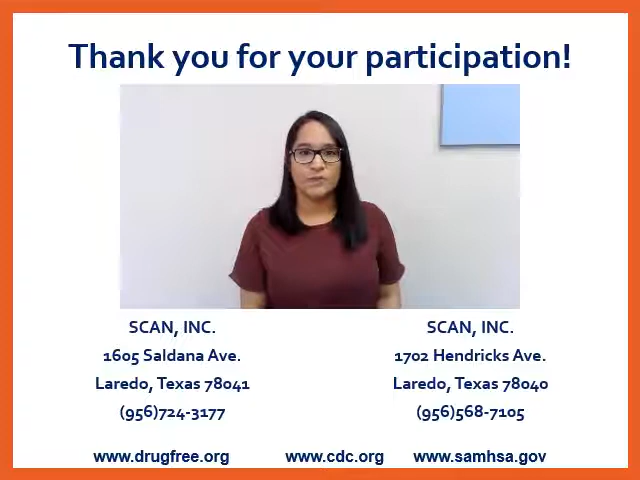 Thank you for your participation!
SCAN, INC.
1605 Saldana Ave.
Laredo, Texas 78041
(956)724-3177
SCAN, INC.
1702 Hendricks Ave.
Laredo, Texas 78040
(956)568-7105
www.drugfree.org www.cdc.org www.samhsa.gov